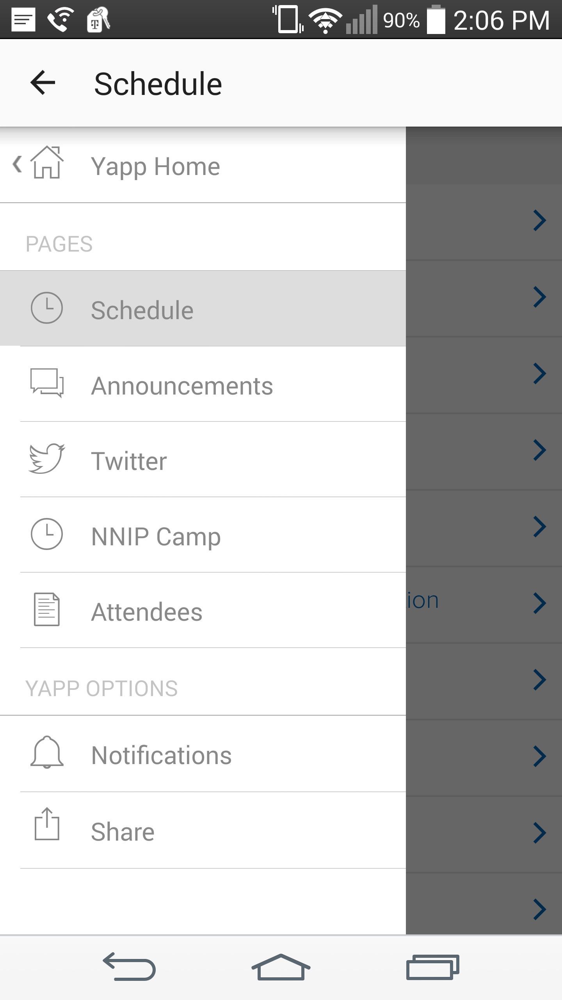 90% 2:06 PM
Schedule
Yapp Home
PAGES
Schedule
Announcements
Twitter
NNIP Camp
Attendees
ion
YAPP OPTIONS
Notifications
Share